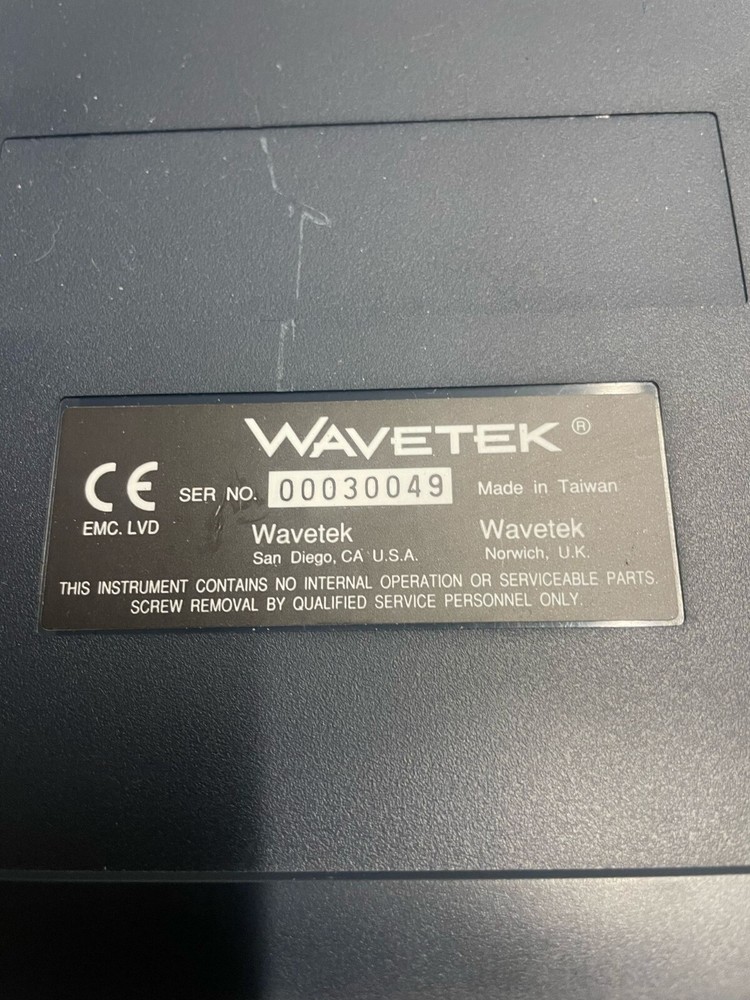 WAVETEK ®
CE SER NO. 00030049 Made in Taiwan
EMC. LVD
Wavetek Wavetek
San Diego, CA U.S.A. Norwich, U.K.
THIS INSTRUMENT CONTAINS NO INTERNAL OPERATION OR SERVICEABLE PARTS.
SCREW REMOVAL BY QUALIFIED SERVICE PERSONNEL ONLY.